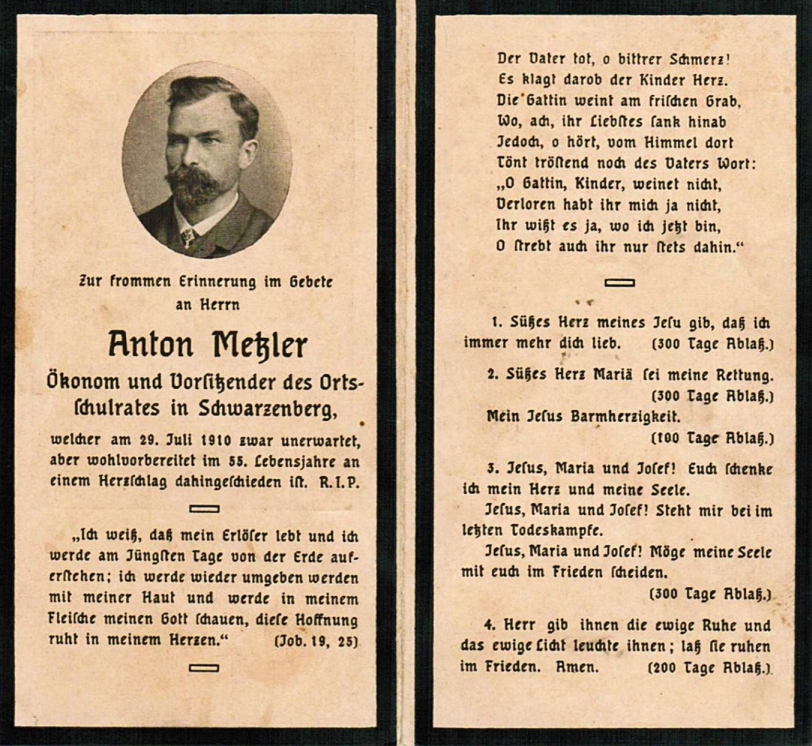 Zur frommen Erinnerung im Gebete
an Herrn
Anton Metzler
Ökonom und Vorsitzender des Orts-
schulrates in Schwarzenberg,
welcher am 29. Juli 1910 zwar unerwartet,
aber wohlvorbereitet im 55. Lebensjahre an
einem Herzschlag dahingeschieden ist. R.I.P.
„Ich weiß, daß mein Erlöser lebt und ich
werde am Jüngsten Tage von der Erde auf-
erstehen; ich werde wieder umgeben werden
mit meiner Haut und werde in meinem
Fleische meinen Gott schauen, diese Hoffnung
ruht in meinem Herzen.“ (Job. 19, 25)
Der Vater tot, o bittrer Schmerz!
Es klagt darob der Kinder Herz.
Die Gattin weint am frischen Grab,
Wo, ach, ihr Liebstes sank hinab
Jedoch, o hört, vom Himmel dort
Tönt tröstend noch des Vaters Wort:
„O Gattin, Kinder, weinet nicht,
Verloren habt ihr mich ja nicht,
Ihr wißt es ja, wo ich jetzt bin,
O strebt auch ihr nur stets dahin.“
1. Süßes Herz meines Jesu gib, daß ich
immer mehr dich lieb. (300 Tage Ablaß.)
2. Süßes Herz Mariä sei meine Rettung.
(300 Tage Ablaß.)
Mein Jesus Barmherzigkeit.
(100 Tage Ablaß.)
3. Jesus, Maria und Josef! Euch schenke
ich mein Herz und meine Seele.
Jesus, Maria und Josef! Steht mir bei im
letzten Todeskampfe.
Jesus, Maria und Josef! Möge meine Seele
mit euch im Frieden scheiden.
(300 Tage Ablaß.)
4. Herr gib ihnen die ewige Ruhe und
das ewige Licht leuchte ihnen; laß sie ruhen
im Frieden. Amen. (200 Tage Ablaß.)